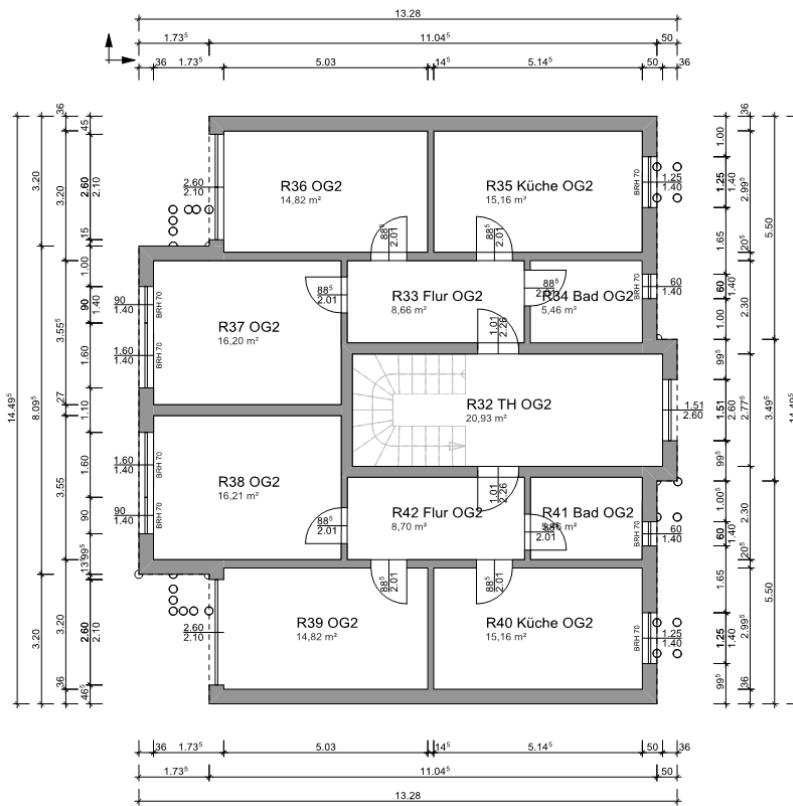 13.28
1.73⁵ 11.04⁵ 50
36 1.73⁵ 5.03 14⁵ 5.14⁵ 50 36
14.49⁵
3.20 8.09⁵ 3.20
36 3.20 3.55⁵ 27 3.55 13⁵ 3.20 36
45 2.60 2.10 15 1.00 90 1.40 1.60 1.10 1.60 90 99⁵ 2.60 2.10 46⁵
R36 OG2
14,82 m²
2.60
2.10
R35 Küche OG2
15,16 m²
BRH 70
1.25
1.40
88⁵
2.01
88⁵
2.01
R37 OG2
16,20 m²
90
1.40
BRH 70
1.60
1.40
BRH 70
88⁵
2.01
R33 Flur OG2
8,66 m²
88⁵
2.01
R34 Bad OG2
5,46 m²
BRH 70
60
1.40
1.01
2.26
R32 TH OG2
20,93 m²
1.51
2.60
R38 OG2
16,21 m²
1.60
1.40
BRH 70
90
1.40
BRH 70
88⁵
2.01
1.01
2.26
R42 Flur OG2
8,70 m²
88⁵
2.01
R41 Bad OG2
BRH 70
60
1.40
88⁵
2.01
88⁵
2.01
R39 OG2
14,82 m²
2.60
2.10
R40 Küche OG2
15,16 m²
BRH 70
1.25
1.40
1.00 1.25 1.40 1.65 60 1.40 1.00 99⁵ 1.51 2.60 99⁵ 1.00⁵ 60 1.40 1.65 1.25 1.40 99⁵
36 2.99⁵ 20⁵ 2.30 2.77⁵ 2.30 20⁵ 2.99⁵ 36
5.50 3.49⁵ 5.50
14.49⁵
36 1.73⁵ 5.03 14⁵ 5.14⁵ 50 36
1.73⁵ 11.04⁵ 50
13.28